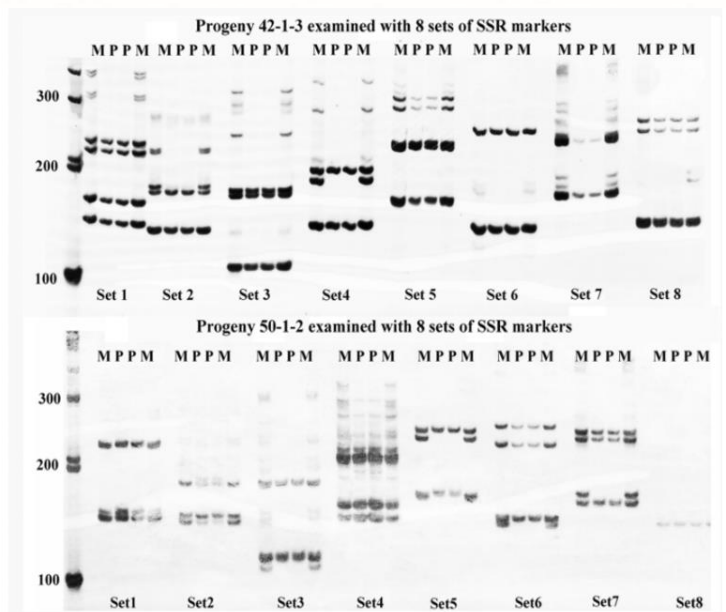 Progeny 42-1-3 examined with 8 sets of SSR markers
M P P M M P P M M P P M M P P M M P P M M P P M M P P M M P P M
300
200
100
Set 1 Set 2 Set 3 Set4 Set 5 Set 6 Set 7 Set 8
Progeny 50-1-2 examined with 8 sets of SSR markers
M P P M M P P M M P P M M P P M M P P M M P P M M P P M M P P M
300
200
100
Set1 Set2 Set3 Set4 Set5 Set6 Set7 Set8